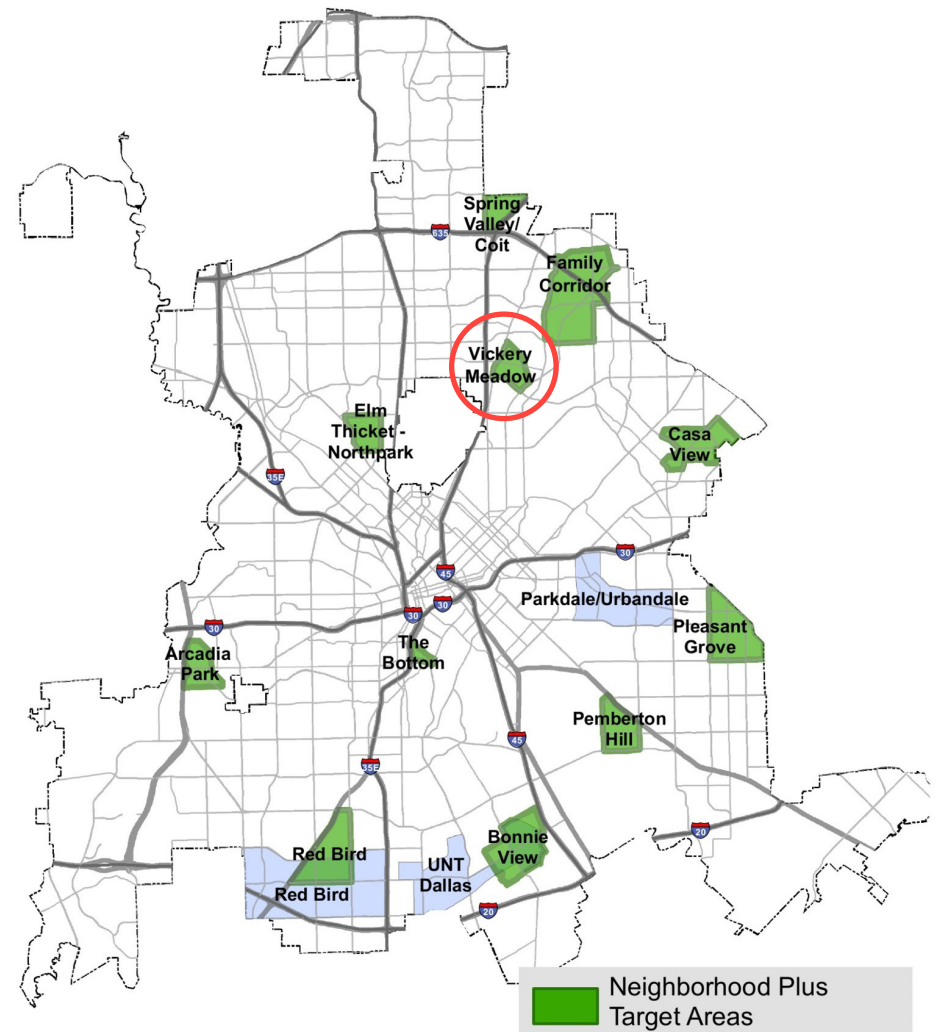 Spring
Valley/
Coit
635
Family
Corridor
Vickery
Meadow
Elm
Thicket -
Northpark
Casa
View
35E
30
45
Parkdale/Urbandale
30
30
30
Pleasant
Grove
The
Bottom
Arcadia
Park
Pemberton
Hill
45
35E
20
Bonnie
View
Red Bird
UNT
Dallas
Red Bird
20
Neighborhood Plus
Target Areas